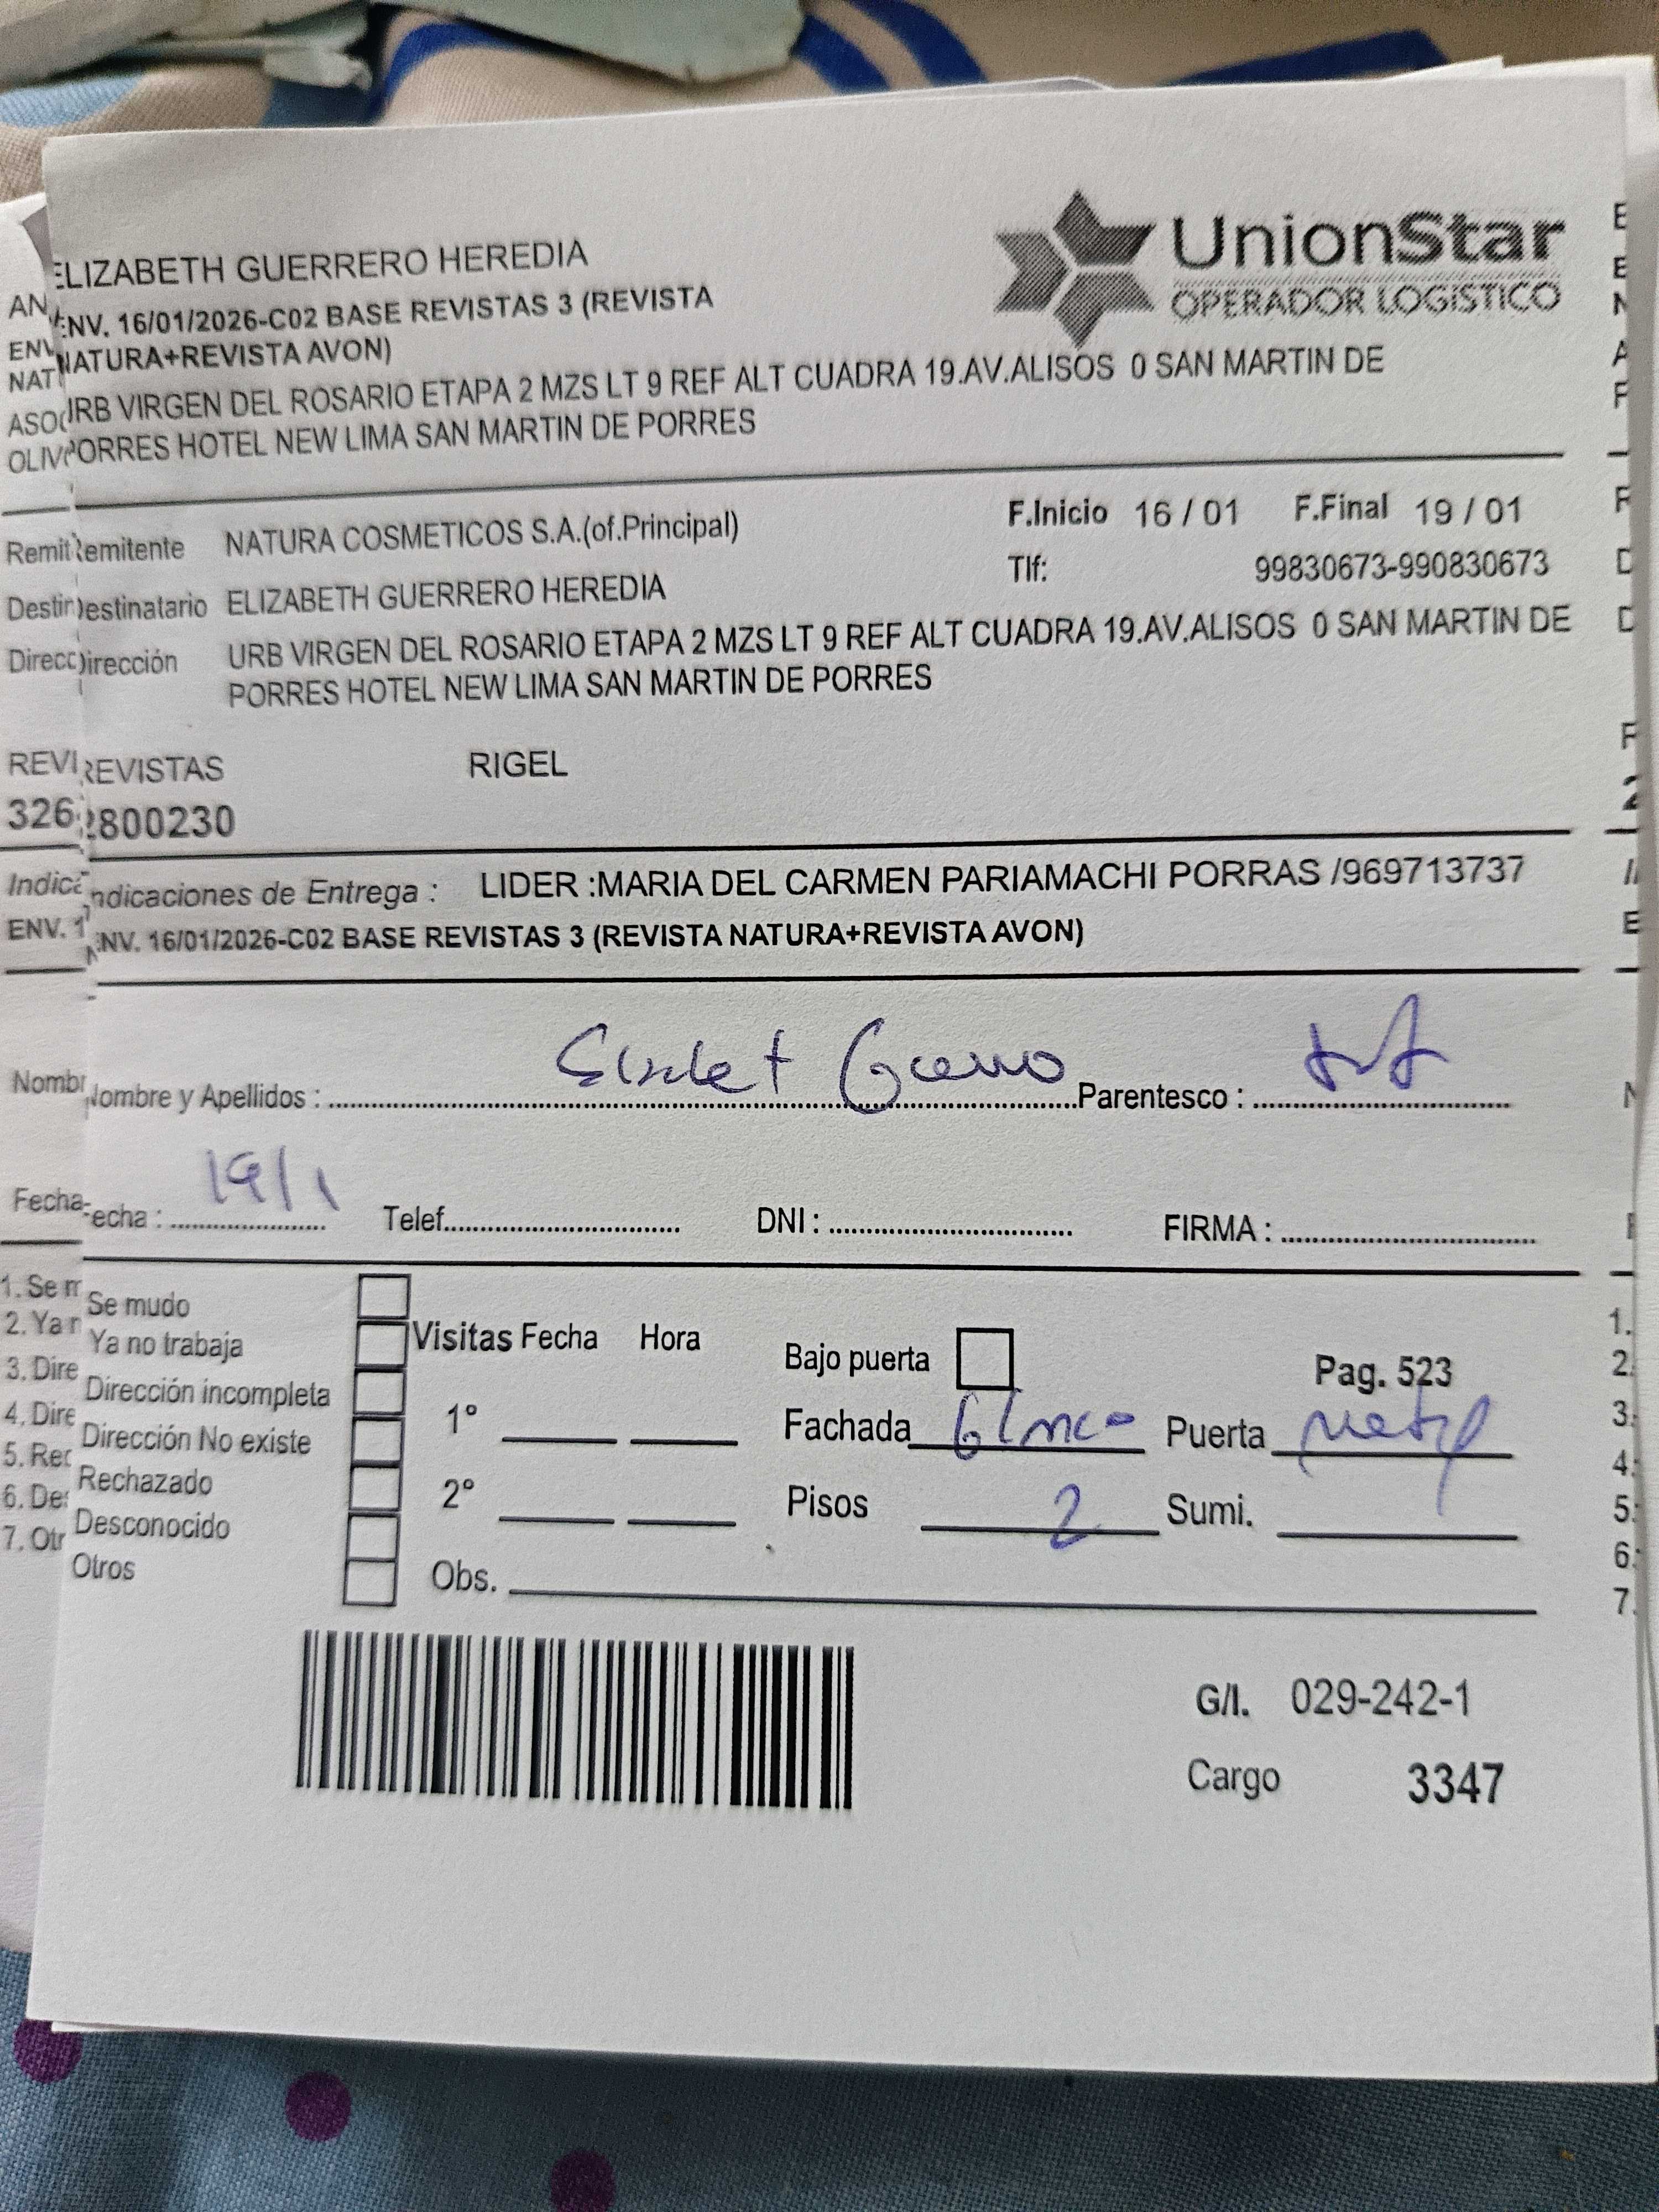 ELIZABETH GUERRERO HEREDIA
UnionStar
OPERADOR LOGISTICO
ENV. 16/01/2026-C02 BASE REVISTAS 3 (REVISTA
NATURA+REVISTA AVON)
URB VIRGEN DEL ROSARIO ETAPA 2 MZS LT 9 REF ALT CUADRA 19.AV.ALISOS 0 SAN MARTIN DE
PORRES HOTEL NEW LIMA SAN MARTIN DE PORRES
Remitente NATURA COSMETICOS S.A.(of.Principal) F.Inicio 16 / 01 F.Final 19 / 01
Tlf: 99830673-990830673
Destinatario ELIZABETH GUERRERO HEREDIA
Dirección URB VIRGEN DEL ROSARIO ETAPA 2 MZS LT 9 REF ALT CUADRA 19.AV.ALISOS 0 SAN MARTIN DE
PORRES HOTEL NEW LIMA SAN MARTIN DE PORRES
REVISTAS RIGEL
2800230
Indicaciones de Entrega : LIDER :MARIA DEL CARMEN PARIAMACHI PORRAS /969713737
ENV. 16/01/2026-C02 BASE REVISTAS 3 (REVISTA NATURA+REVISTA AVON)
Nombre y Apellidos : Parentesco :
Fecha : 19/1 Telef. DNI : FIRMA :
Se mudo
Ya no trabaja
Dirección incompleta
Dirección No existe
Rechazado
Desconocido
Otros
Visitas Fecha Hora
1°
2°
Obs.
Bajo puerta Pag. 523
Fachada blanco Puerta
Pisos 2 Sumi.
G/I. 029-242-1
Cargo 3347